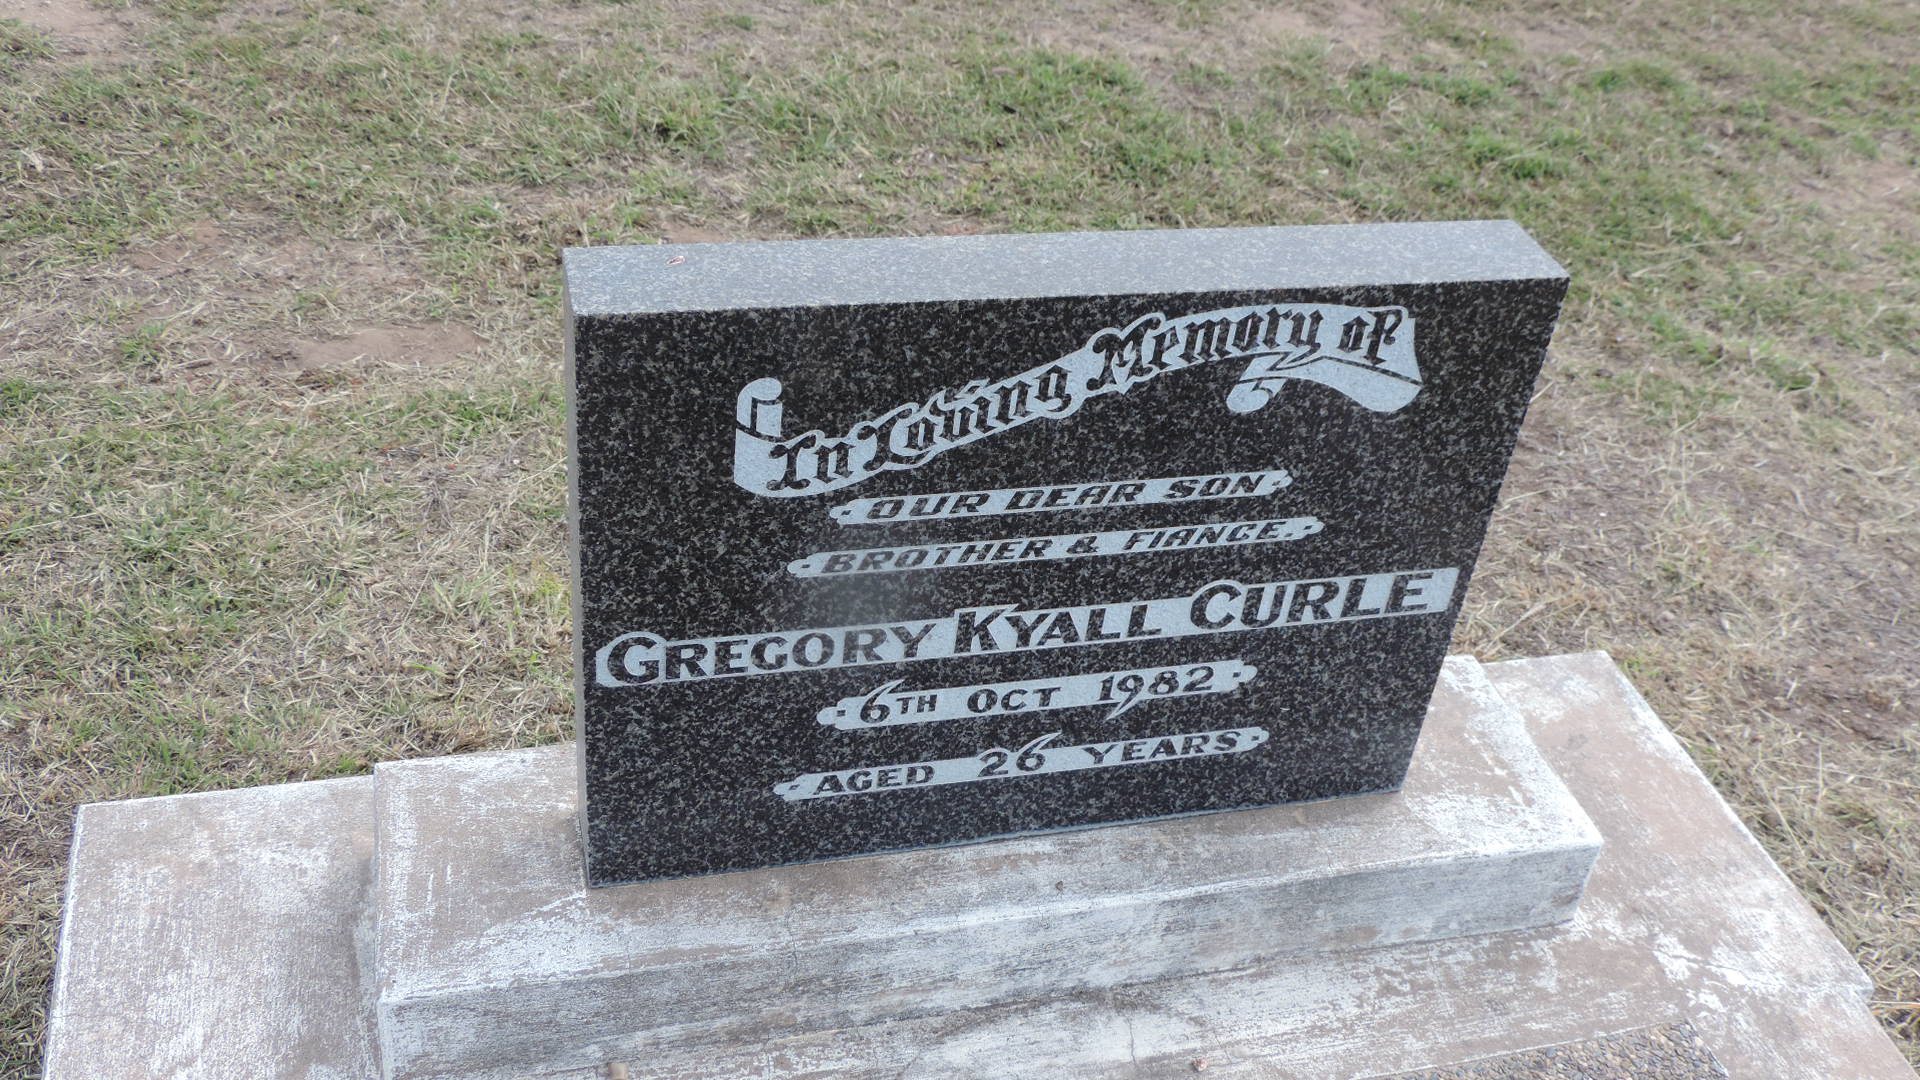 In Loving Memory of
OUR DEAR SON
BROTHER & FIANCE.
GREGORY KYALL CURLE
6TH OCT 1982
AGED 26 YEARS